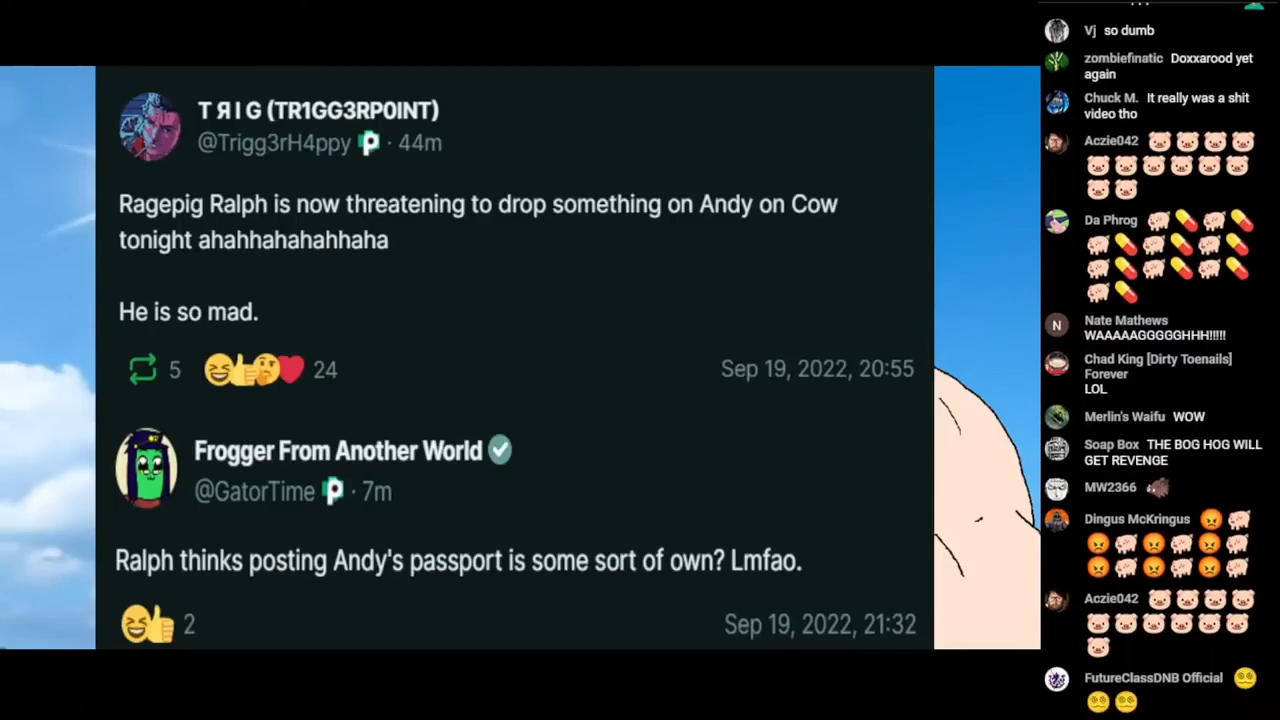 T Я I G (TR1GG3RP0INT)
@Trigg3rH4ppy · 44m
Ragepig Ralph is now threatening to drop something on Andy on Cow
tonight ahahhahahahhaha
He is so mad.
5 24 Sep 19, 2022, 20:55
Frogger From Another World
@GatorTime · 7m
Ralph thinks posting Andy's passport is some sort of own? Lmfao.
2 Sep 19, 2022, 21:32
Vj so dumb
zombiefinatic Doxxarood yet
again
Chuck M. It really was a shit
video tho
Aczie042
Da Phrog
N Nate Mathews
WAAAAAGGGGGHHH!!!!!
Chad King [Dirty Toenails]
Forever
LOL
Merlin's Waifu WOW
Soap Box THE BOG HOG WILL
GET REVENGE
MW2366
Dingus McKringus
Aczie042
FutureClassDNB Official